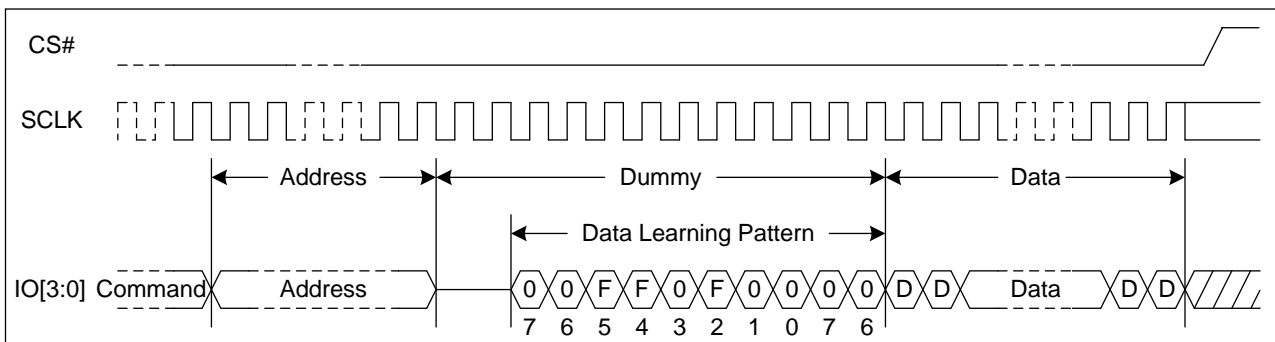 CS#
SCLK
Address Dummy Data
Data Learning Pattern
IO[3:0] Command Address 0 0 F F 0 F 0 0 0 0 D D Data D D
7 6 5 4 3 2 1 0 7 6